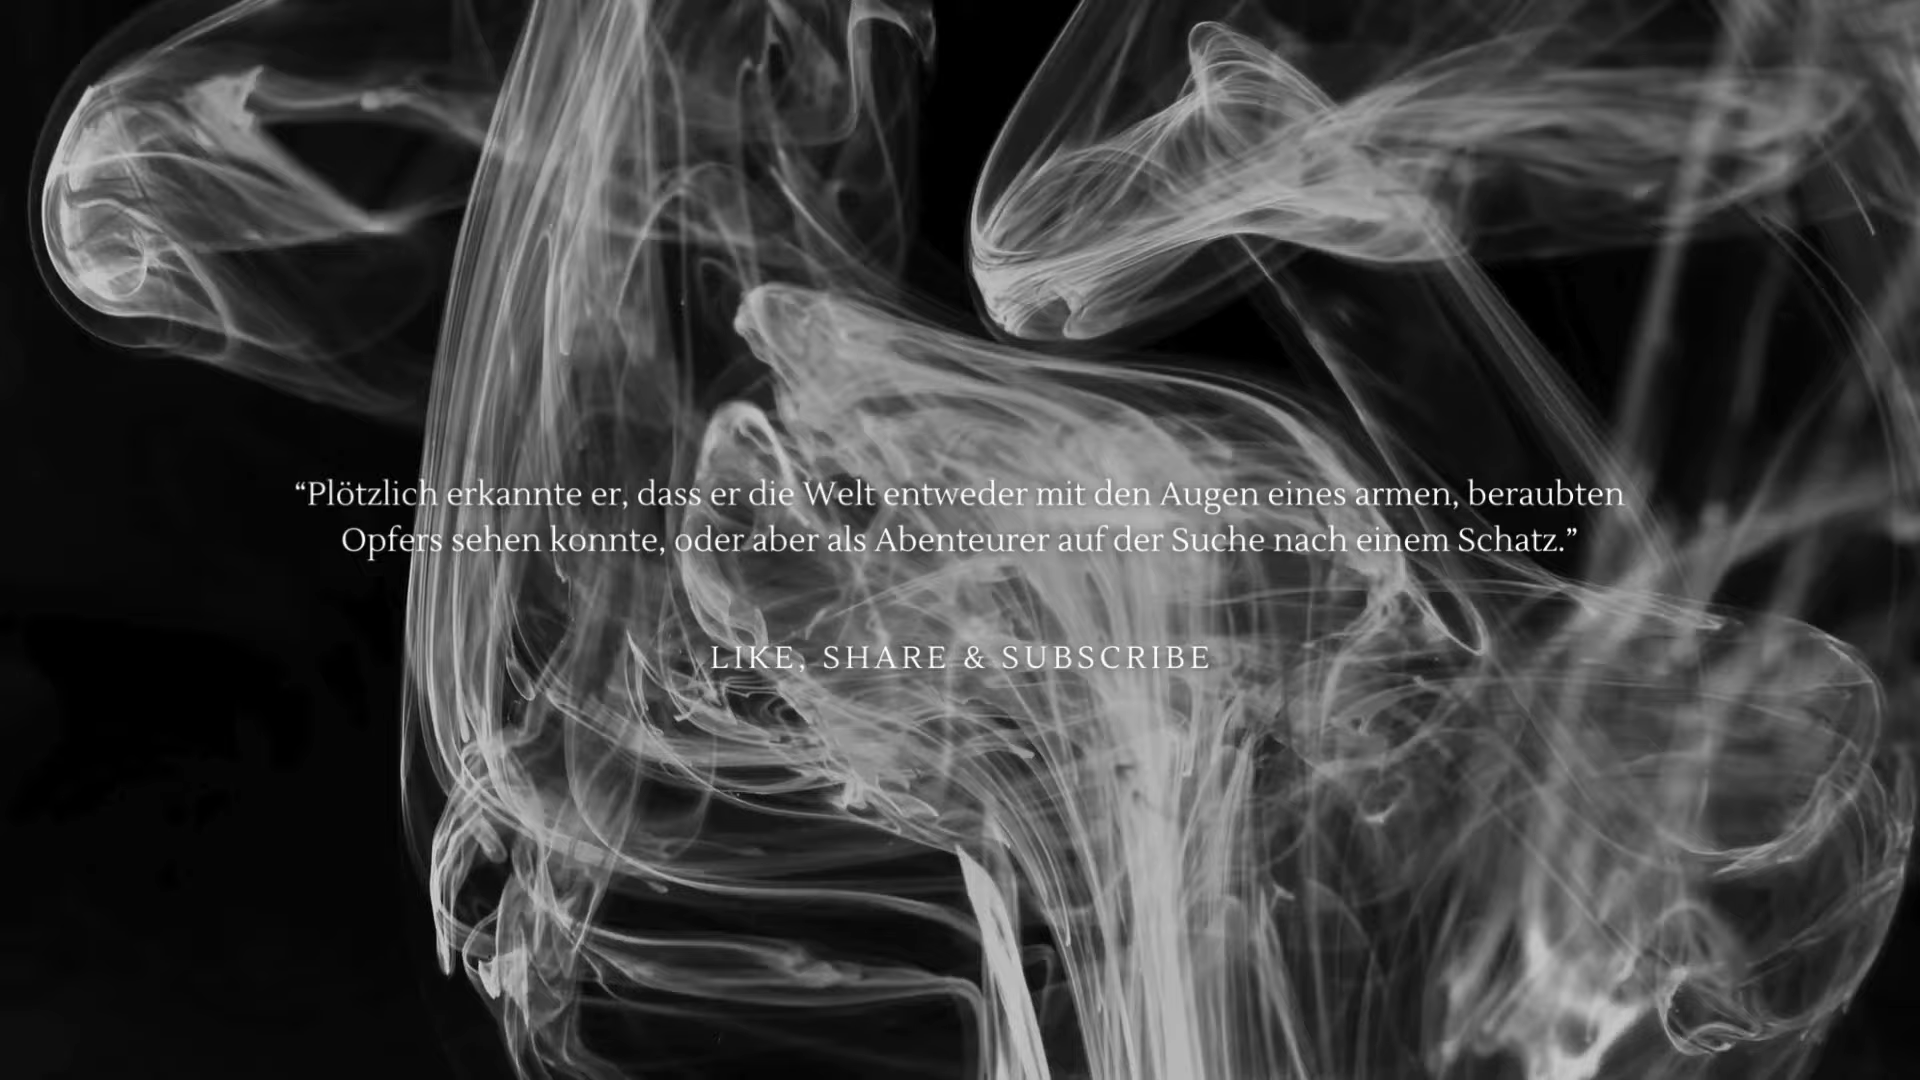 “Plötzlich erkannte er, dass er die Welt entweder mit den Augen eines armen, beraubten
Opfers sehen konnte, oder aber als Abenteurer auf der Suche nach einem Schatz.”
LIKE, SHARE & SUBSCRIBE